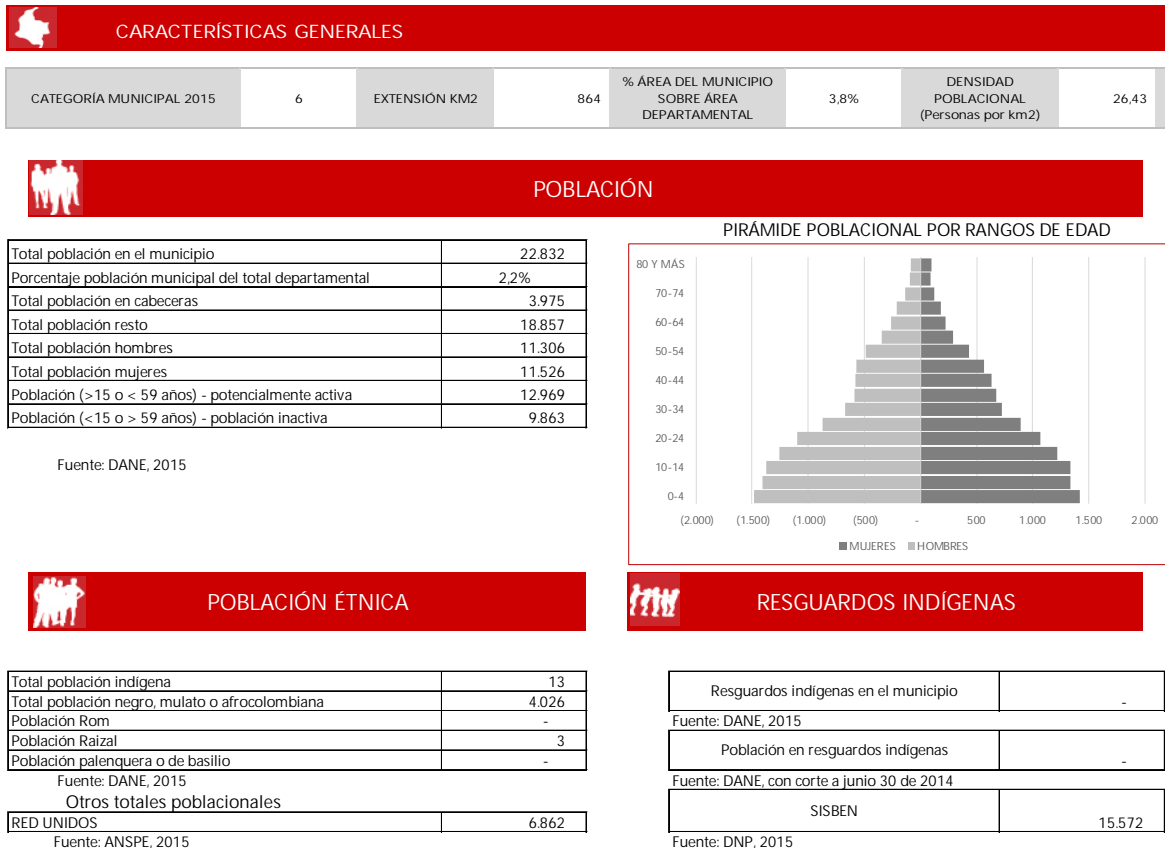 CARACTERÍSTICAS GENERALES
CATEGORÍA MUNICIPAL 2015
6
EXTENSIÓN KM2
864
% ÁREA DEL MUNICIPIO
SOBRE ÁREA
DEPARTAMENTAL
3,8%
DENSIDAD
POBLACIONAL
(Personas por km2)
26,43
POBLACIÓN
Total población en el municipio 22.832
Porcentaje población municipal del total departamental 2,2%
Total población en cabeceras 3.975
Total población resto 18.857
Total población hombres 11.306
Total población mujeres 11.526
Población (>15 o < 59 años) - potencialmente activa 12.969
Población (<15 o > 59 años) - población inactiva 9.863
Fuente: DANE, 2015
PIRÁMIDE POBLACIONAL POR RANGOS DE EDAD
80 Y MÁS
70-74
60-64
50-54
40-44
30-34
20-24
10-14
0-4
(2.000) (1.500) (1.000) (500) - 500 1.000 1.500 2.000
MUJERES HOMBRES
POBLACIÓN ÉTNICA
Total población indígena 13
Total población negro, mulato o afrocolombiana 4.026
Población Rom -
Población Raizal 3
Población palenquera o de basilio -
Fuente: DANE, 2015
Otros totales poblacionales
RED UNIDOS 6.862
Fuente: ANSPE, 2015
RESGUARDOS INDÍGENAS
Resguardos indígenas en el municipio -
Fuente: DANE, 2015
Población en resguardos indígenas -
Fuente: DANE, con corte a junio 30 de 2014
SISBEN 15.572
Fuente: DNP, 2015